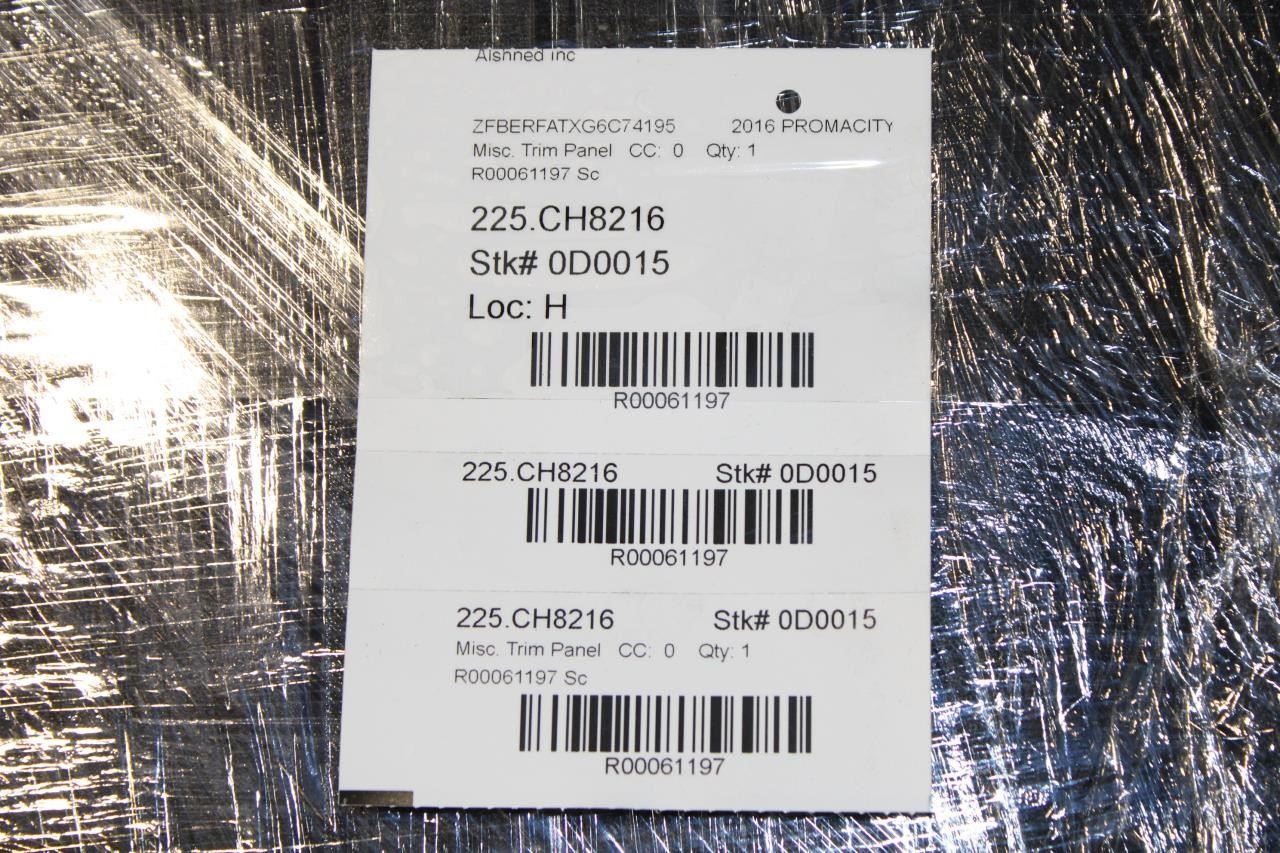 Alshned Inc
ZFBERFATXG6C74195 2016 PROMACITY
Misc. Trim Panel CC: 0 Qty: 1
R00061197 Sc
225.CH8216
Stk# 0D0015
Loc: H
R00061197
225.CH8216 Stk# 0D0015
R00061197
225.CH8216 Stk# 0D0015
Misc. Trim Panel CC: 0 Qty: 1
R00061197 Sc
R00061197